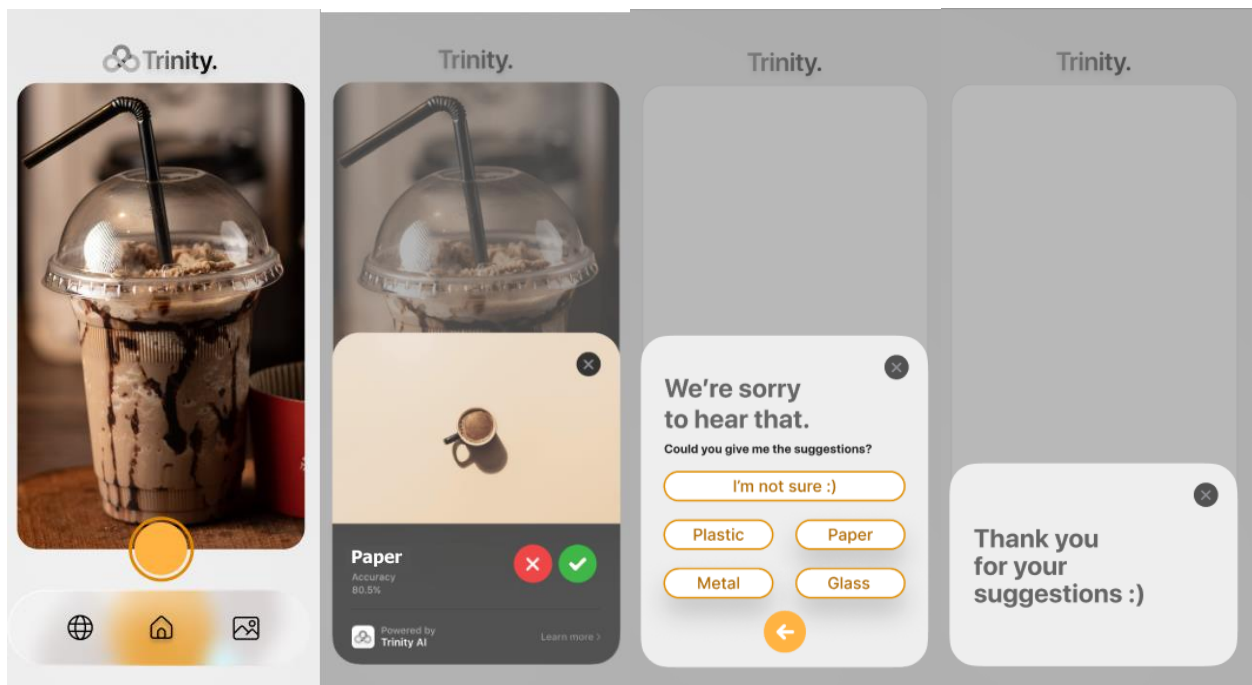 Trinity.
Trinity.
Paper
Accuracy
80.5%
Powered by
Trinity AI
Learn more >
Trinity.
We're sorry
to hear that.
Could you give me the suggestions?
I'm not sure :)
Plastic
Paper
Metal
Glass
Trinity.
Thank you
for your
suggestions :)